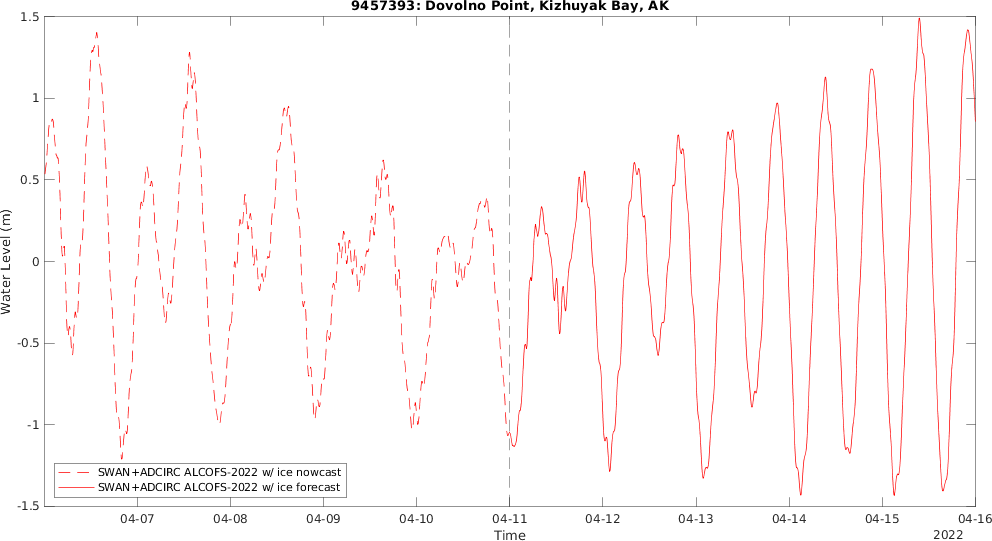 9457393: Dovolno Point, Kizhuyak Bay, AK
Water Level (m)
1.5
1
0.5
0
-0.5
-1
-1.5
SWAN+ADCIRC ALCOFS-2022 w/ ice nowcast
SWAN+ADCIRC ALCOFS-2022 w/ ice forecast
04-07 04-08 04-09 04-10 04-11 04-12 04-13 04-14 04-15 04-16
Time
2022